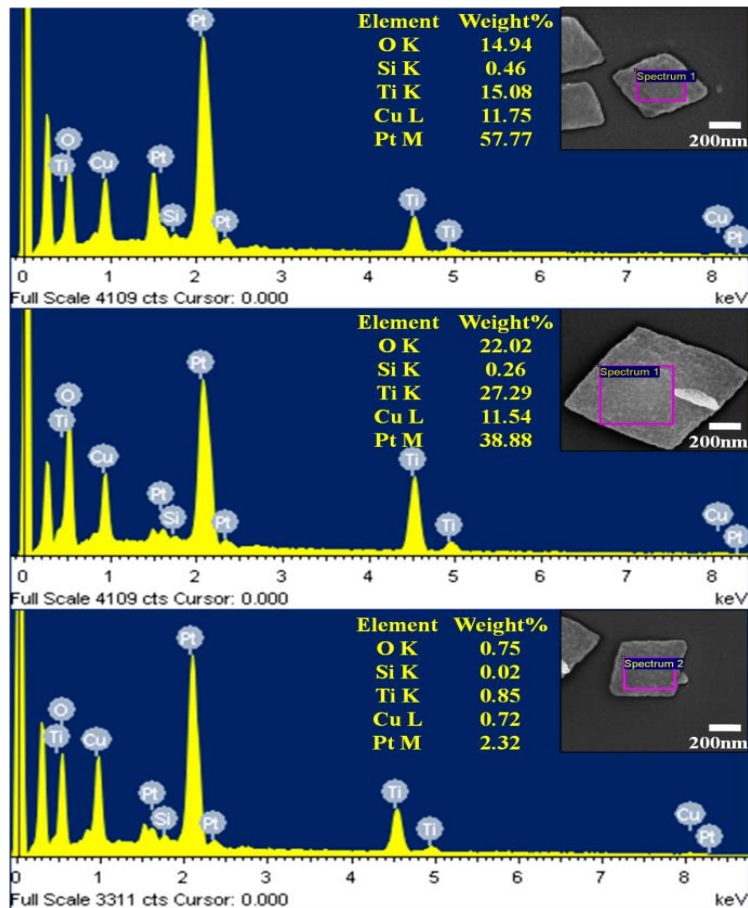 Element Weight%
O K 14.94
Si K 0.46
Ti K 15.08
Cu L 11.75
Pt M 57.77
Spectrum 1
200nm
Pt
O
Ti
Cu
Pt
Si
Pt
Ti
Ti
Cu
Pt
0 1 2 3 4 5 6 7 8
Full Scale 4109 cts Cursor: 0.000 keV
Element Weight%
O K 22.02
Si K 0.26
Ti K 27.29
Cu L 11.54
Pt M 38.88
Spectrum 1
200nm
Pt
O
Ti
Cu
Pt
Si
Pt
Ti
Ti
Cu
Pt
0 1 2 3 4 5 6 7 8
Full Scale 4109 cts Cursor: 0.000 keV
Element Weight%
O K 0.75
Si K 0.02
Ti K 0.85
Cu L 0.72
Pt M 2.32
Spectrum 2
200nm
Pt
O
Ti
Cu
Pt
Si
Pt
Ti
Ti
Cu
Pt
0 1 2 3 4 5 6 7 8
Full Scale 3311 cts Cursor: 0.000 keV